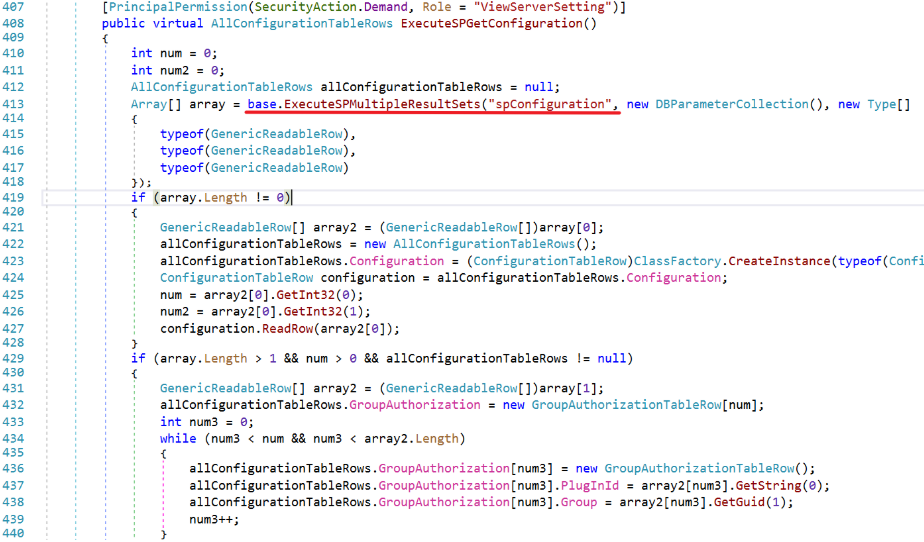 407 [PrincipalPermission(SecurityAction.Demand, Role = "ViewServerSetting")]
408 public virtual AllConfigurationTableRows ExecuteSPGetConfiguration()
409 {
410 int num = 0;
411 int num2 = 0;
412 AllConfigurationTableRows allConfigurationTableRows = null;
413 Array[] array = base.ExecuteSPMultipleResultSets("spConfiguration", new DBParameterCollection(), new Type[]
414 {
415 typeof(GenericReadableRow),
416 typeof(GenericReadableRow),
417 typeof(GenericReadableRow)
418 });
419 if (array.Length != 0)
420 {
421 GenericReadableRow[] array2 = (GenericReadableRow[])array[0];
422 allConfigurationTableRows = new AllConfigurationTableRows();
423 allConfigurationTableRows.Configuration = (ConfigurationTableRow)ClassFactory.CreateInstance(typeof(Confi
424 ConfigurationTableRow configuration = allConfigurationTableRows.Configuration;
425 num = array2[0].GetInt32(0);
426 num2 = array2[0].GetInt32(1);
427 configuration.ReadRow(array2[0]);
428 }
429 if (array.Length > 1 && num > 0 && allConfigurationTableRows != null)
430 {
431 GenericReadableRow[] array2 = (GenericReadableRow[])array[1];
432 allConfigurationTableRows.GroupAuthorization = new GroupAuthorizationTableRow[num];
433 int num3 = 0;
434 while (num3 < num && num3 < array2.Length)
435 {
436 allConfigurationTableRows.GroupAuthorization[num3] = new GroupAuthorizationTableRow();
437 allConfigurationTableRows.GroupAuthorization[num3].PlugInId = array2[num3].GetString(0);
438 allConfigurationTableRows.GroupAuthorization[num3].Group = array2[num3].GetGuid(1);
439 num3++;
440 }